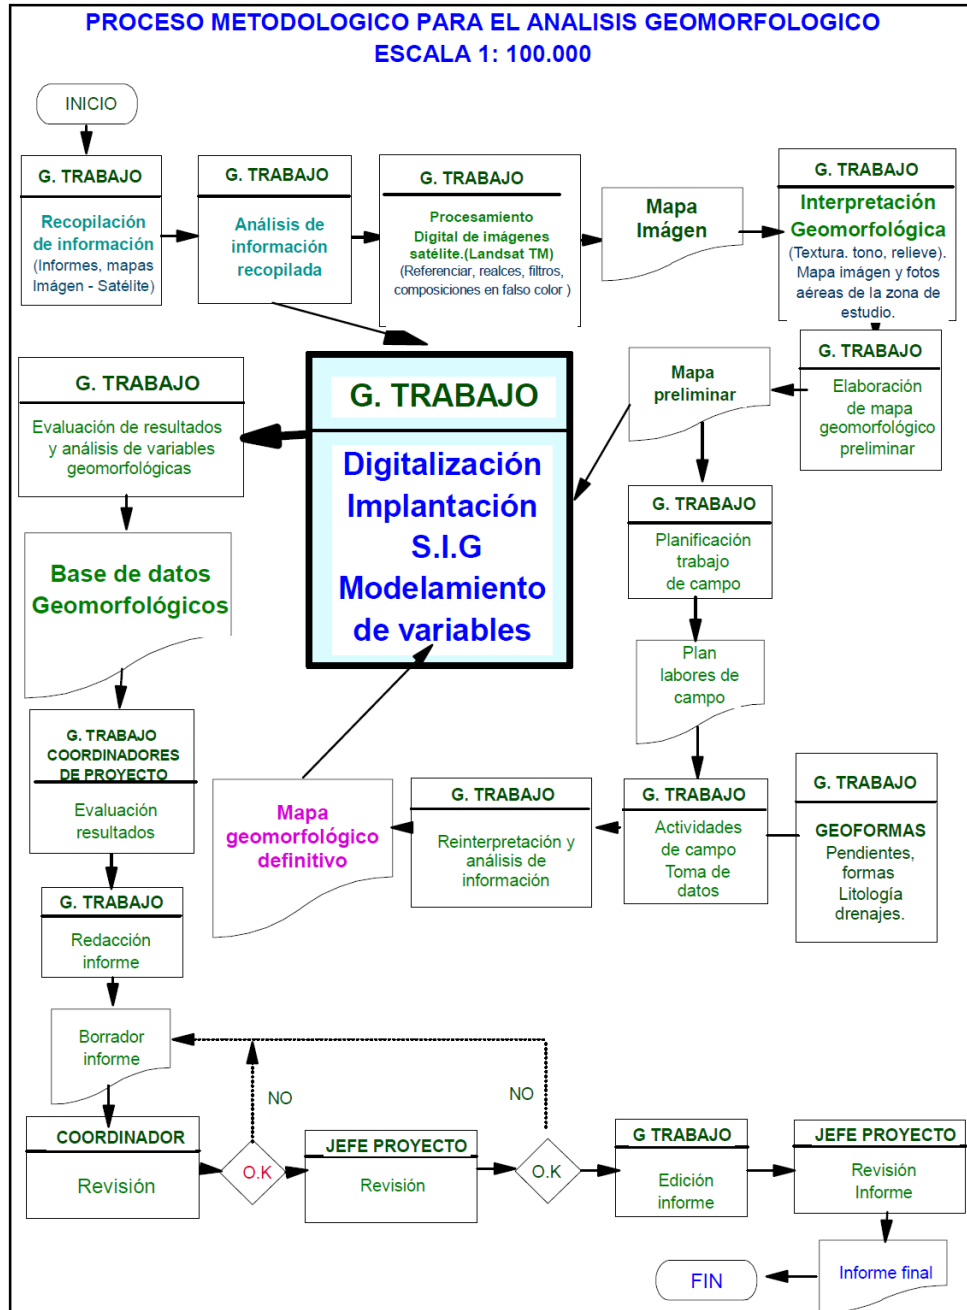 PROCESO METODOLOGICO PARA EL ANALISIS GEOMORFOLOGICO
ESCALA 1: 100.000
INICIO
G. TRABAJO
Recopilación
de información
(Informes, mapas
Imágen - Satélite)
G. TRABAJO
Análisis de
información
recopilada
G. TRABAJO
Procesamiento
Digital de imágenes
satélite.(Landsat TM)
(Referenciar, realces, filtros,
composiciones en falso color )
Mapa
Imágen
G. TRABAJO
Interpretación
Geomorfológica
(Textura. tono, relieve).
Mapa imágen y fotos
aéreas de la zona de
estudio.
G. TRABAJO
Evaluación de resultados
y análisis de variables
geomorfológicas
G. TRABAJO
Digitalización
Implantación
S.I.G
Modelamiento
de variables
Mapa
preliminar
G. TRABAJO
Elaboración
de mapa
geomorfológico
preliminar
G. TRABAJO
Planificación
trabajo
de campo
Base de datos
Geomorfológicos
Plan
labores de
campo
G. TRABAJO
COORDINADORES
DE PROYECTO
Evaluación
resultados
Mapa
geomorfológico
definitivo
G. TRABAJO
Reinterpretación y
análisis de
información
G. TRABAJO
Actividades
de campo
Toma de
datos
G. TRABAJO
GEOFORMAS
Pendientes,
formas
Litología
drenajes.
G. TRABAJO
Redacción
informe
Borrador
informe
NO
NO
COORDINADOR
Revisión
O.K
JEFE PROYECTO
Revisión
O.K
G TRABAJO
Edición
informe
JEFE PROYECTO
Revisión
Informe
Informe final
FIN